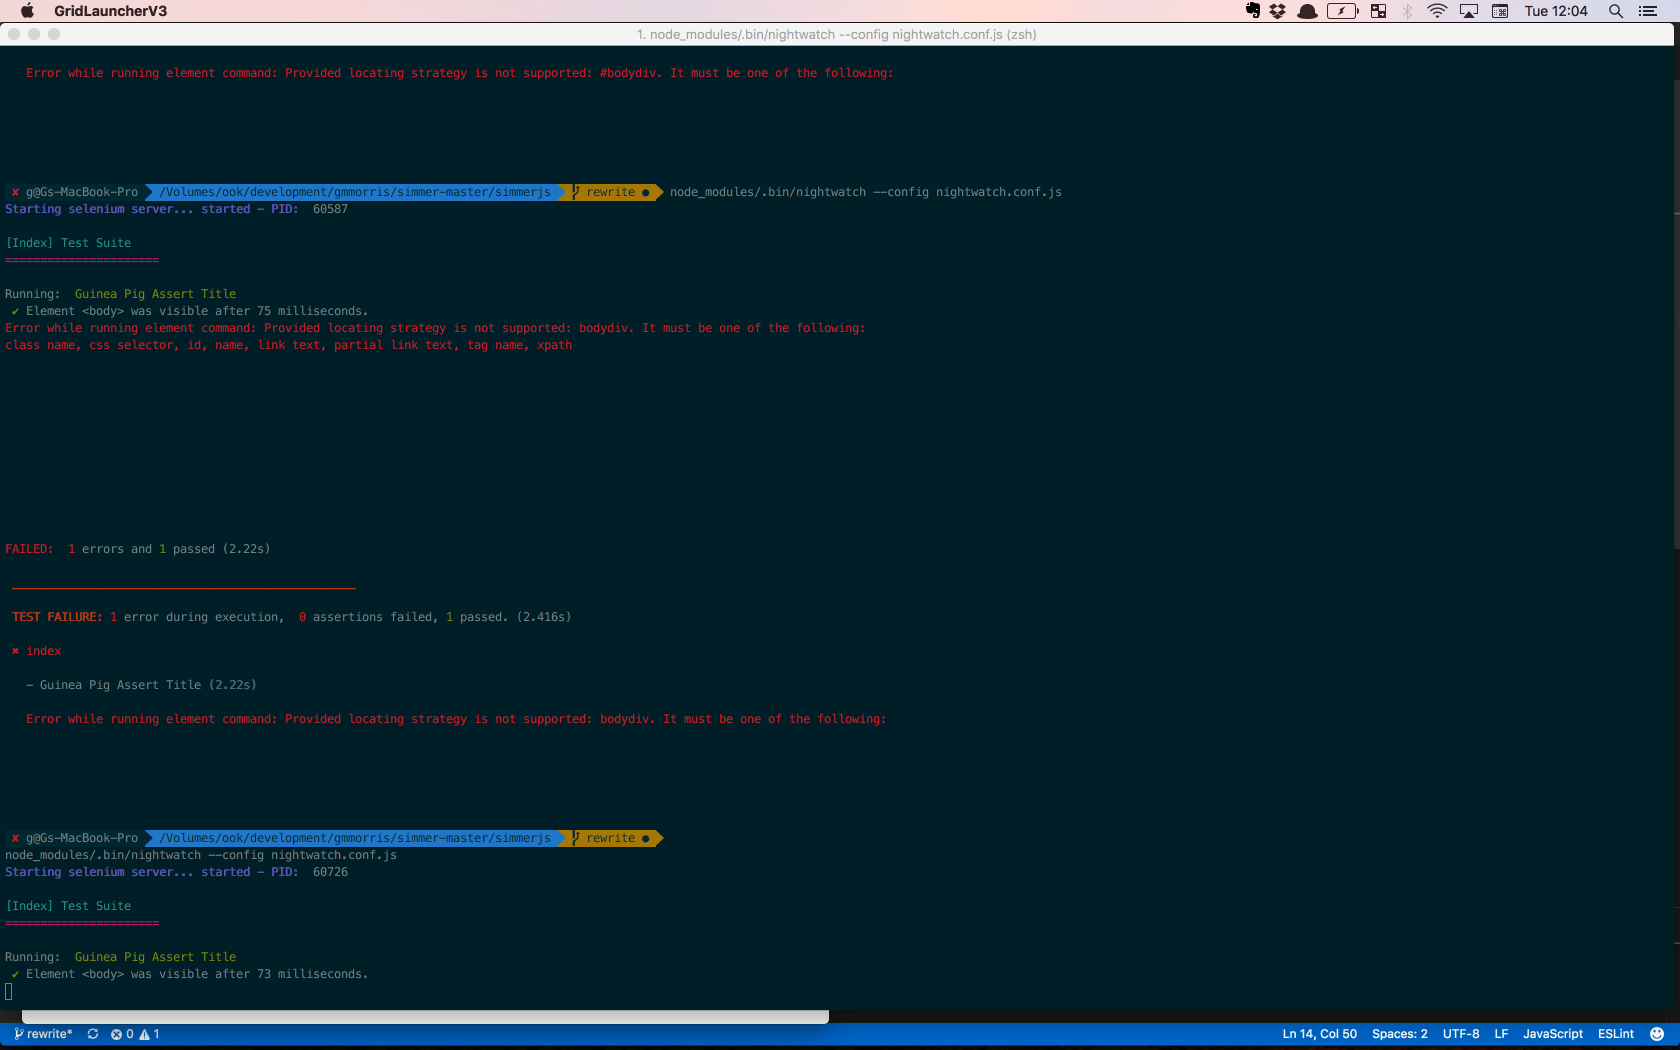 GridLauncherV3
Tue 12:04
1. node_modules/.bin/nightwatch --config nightwatch.conf.js (zsh)
Error while running element command: Provided locating strategy is not supported: #bodydiv. It must be one of the following:
✘ g@Gs-MacBook-Pro /Volumes/ook/development/gmmorris/simmer-master/simmerjs rewrite ● node_modules/.bin/nightwatch --config nightwatch.conf.js
Starting selenium server... started - PID:  60587
[Index] Test Suite
======================
Running:  Guinea Pig Assert Title
✔ Element <body> was visible after 75 milliseconds.
Error while running element command: Provided locating strategy is not supported: bodydiv. It must be one of the following:
class name, css selector, id, name, link text, partial link text, tag name, xpath
FAILED:  1 errors and 1 passed (2.22s)
_________________________________________________
TEST FAILURE: 1 error during execution,  0 assertions failed, 1 passed. (2.416s)
✖ index
- Guinea Pig Assert Title (2.22s)
Error while running element command: Provided locating strategy is not supported: bodydiv. It must be one of the following:
✘ g@Gs-MacBook-Pro /Volumes/ook/development/gmmorris/simmer-master/simmerjs rewrite ●
node_modules/.bin/nightwatch --config nightwatch.conf.js
Starting selenium server... started - PID:  60726
[Index] Test Suite
======================
Running:  Guinea Pig Assert Title
✔ Element <body> was visible after 73 milliseconds.
rewrite* 0 1 Ln 14, Col 50 Spaces: 2 UTF-8 LF JavaScript ESLint